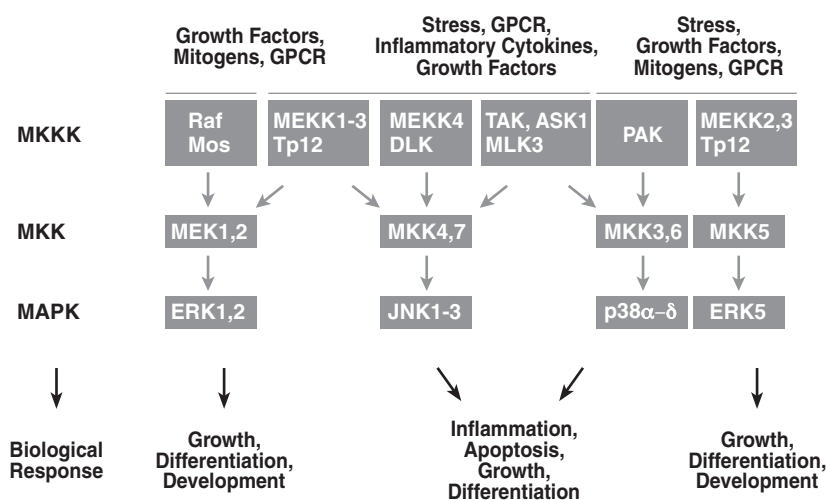 Growth Factors,
Mitogens, GPCR
Stress, GPCR,
Inflammatory Cytokines,
Growth Factors
Stress,
Growth Factors,
Mitogens, GPCR
MKKK
Raf
Mos
MEKK1-3
Tp12
MEKK4
DLK
TAK, ASK1
MLK3
PAK
MEKK2,3
Tp12
MKK
MEK1,2
MKK4,7
MKK3,6
MKK5
MAPK
ERK1,2
JNK1-3
p38α–δ
ERK5
Biological
Response
Growth,
Differentiation,
Development
Inflammation,
Apoptosis,
Growth,
Differentiation
Growth,
Differentiation,
Development